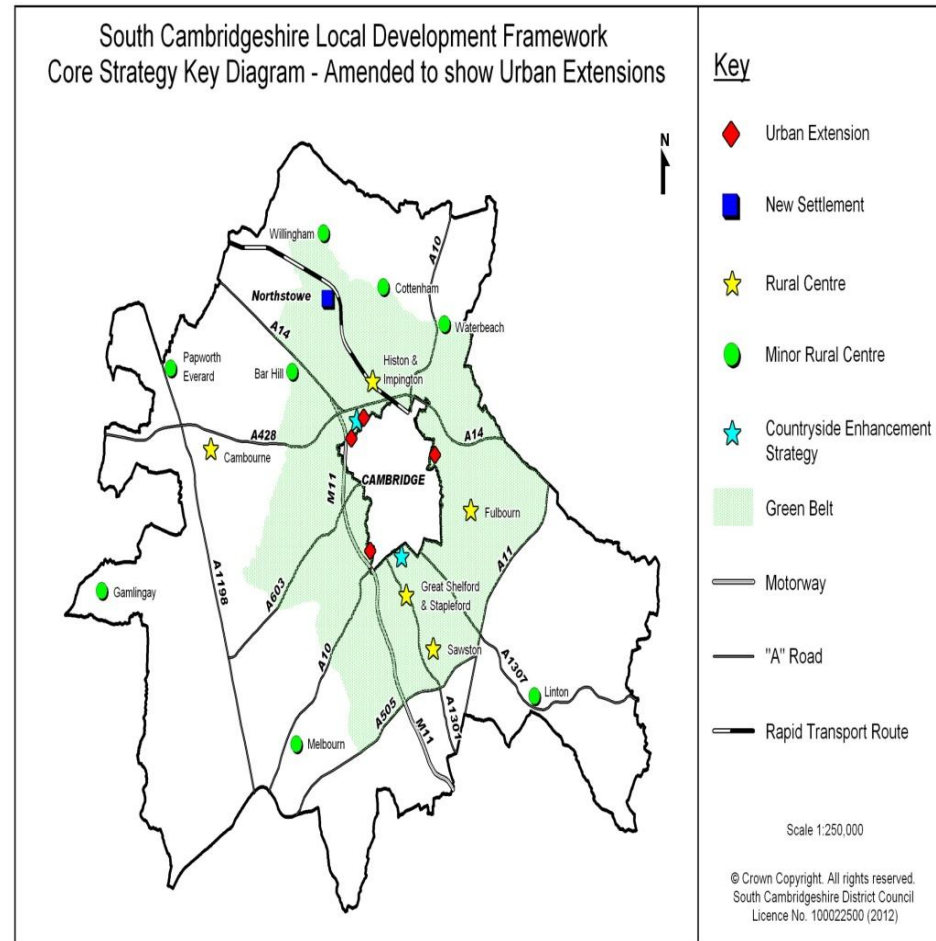 South Cambridgeshire Local Development Framework
Core Strategy Key Diagram - Amended to show Urban Extensions
N
Willingham
A10
Cottenham
Northstowe
Waterbeach
A14
Histon &
Impington
Papworth
Everard
Bar Hill
A428
A14
Cambourne
M11
CAMBRIDGE
Fulbourn
A11
A1198
A603
Gamlingay
Great Shelford
& Stapleford
A10
Sawston
A1307
Linton
A505
A1301
M11
Melbourn
Key
Urban Extension
New Settlement
Rural Centre
Minor Rural Centre
Countryside Enhancement
Strategy
Green Belt
Motorway
"A" Road
Rapid Transport Route
Scale 1:250,000
© Crown Copyright. All rights reserved.
South Cambridgeshire District Council
Licence No. 100022500 (2012)